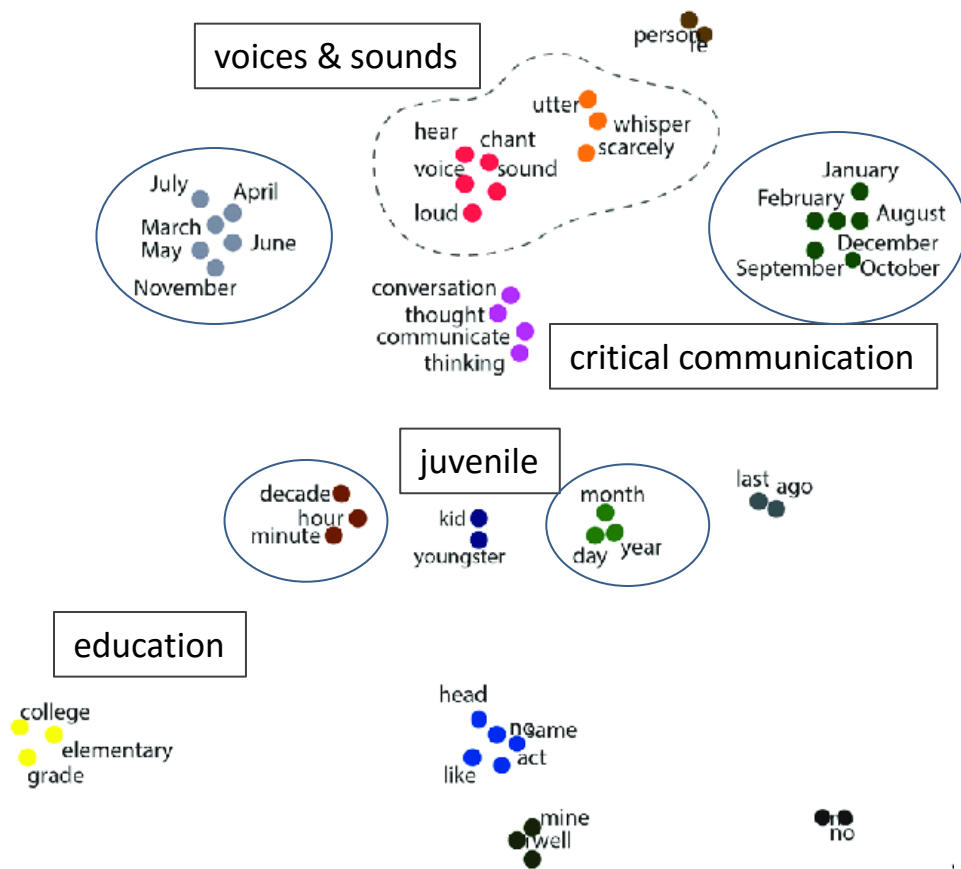 person
voices & sounds
utter
whisper
hear
chant
scarcely
voice
sound
January
July
April
February
loud
August
March
June
May
December
September
October
November
conversation
thought
communicate
thinking
critical communication
juvenile
last
ago
decade
month
hour
kid
minute
year
youngster
day
education
head
college
no
same
elementary
act
grade
like
mine
well
no